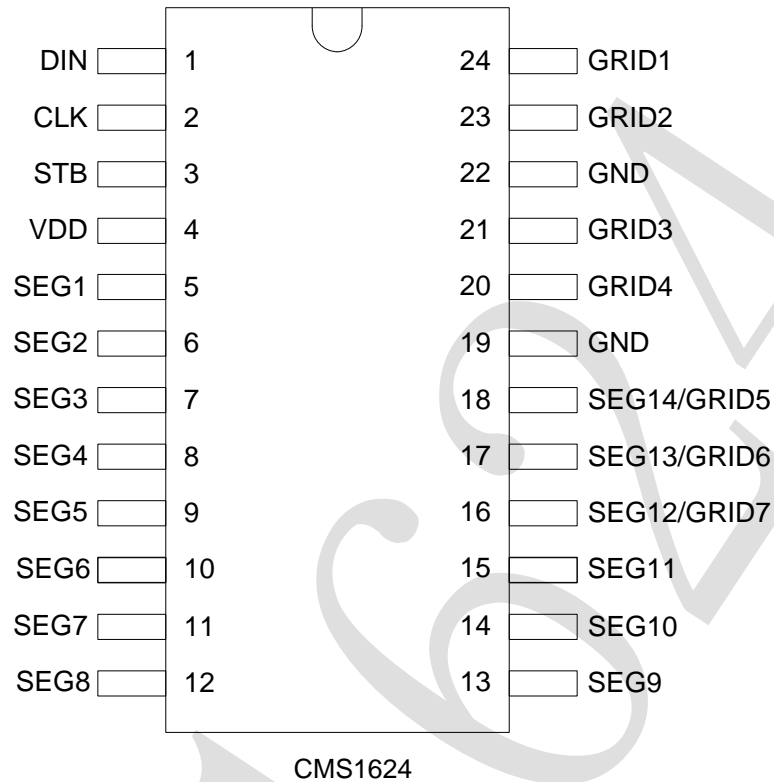 DIN 1 24 GRID1
CLK 2 23 GRID2
STB 3 22 GND
VDD 4 21 GRID3
SEG1 5 20 GRID4
SEG2 6 19 GND
SEG3 7 18 SEG14/GRID5
SEG4 8 17 SEG13/GRID6
SEG5 9 16 SEG12/GRID7
SEG6 10 15 SEG11
SEG7 11 14 SEG10
SEG8 12 13 SEG9
CMS1624